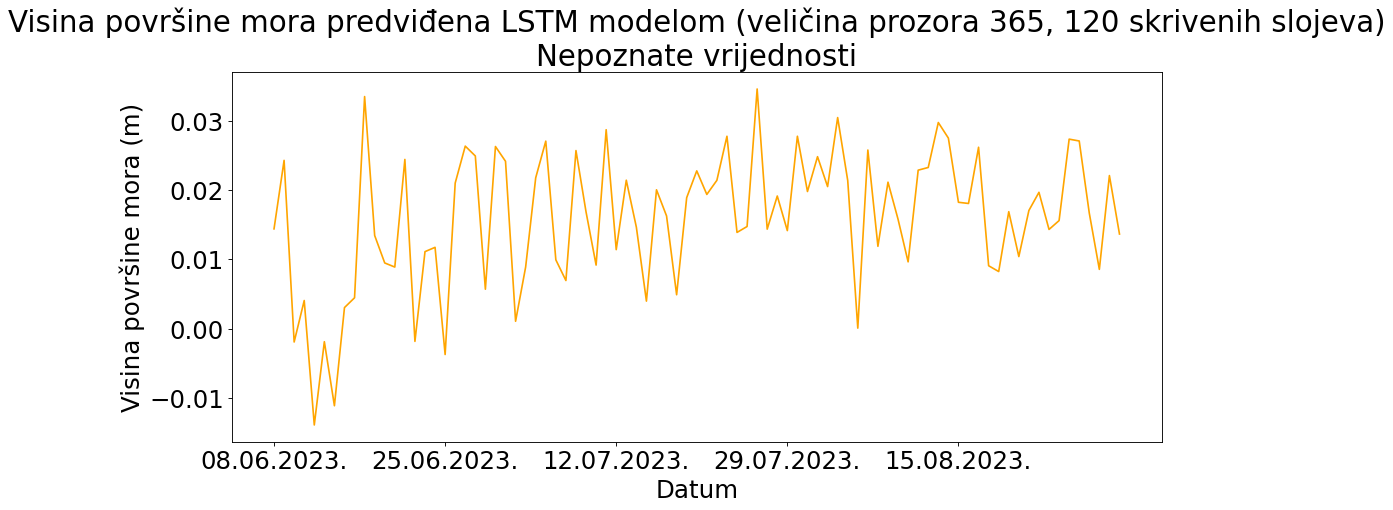 Visina površine mora predviđena LSTM modelom (veličina prozora 365, 120 skrivenih slojeva)
Nepoznate vrijednosti
Visina površine mora (m)
0.03
0.02
0.01
0.00
−0.01
08.06.2023. 25.06.2023. 12.07.2023. 29.07.2023. 15.08.2023.
Datum